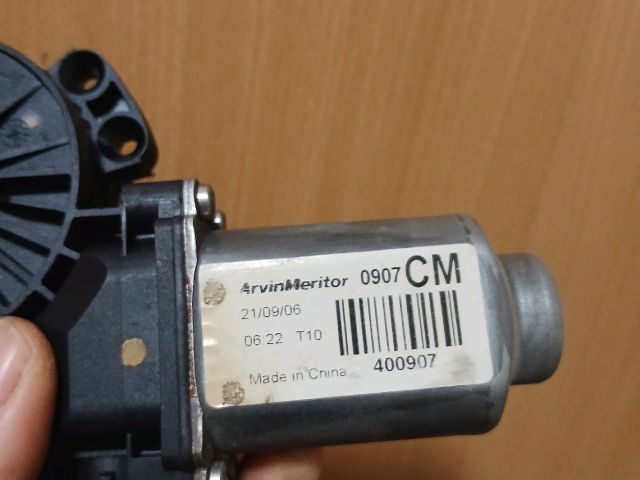 ArvinMeritor 0907 CM
21/09/06
06:22 T10
400907
Made in China